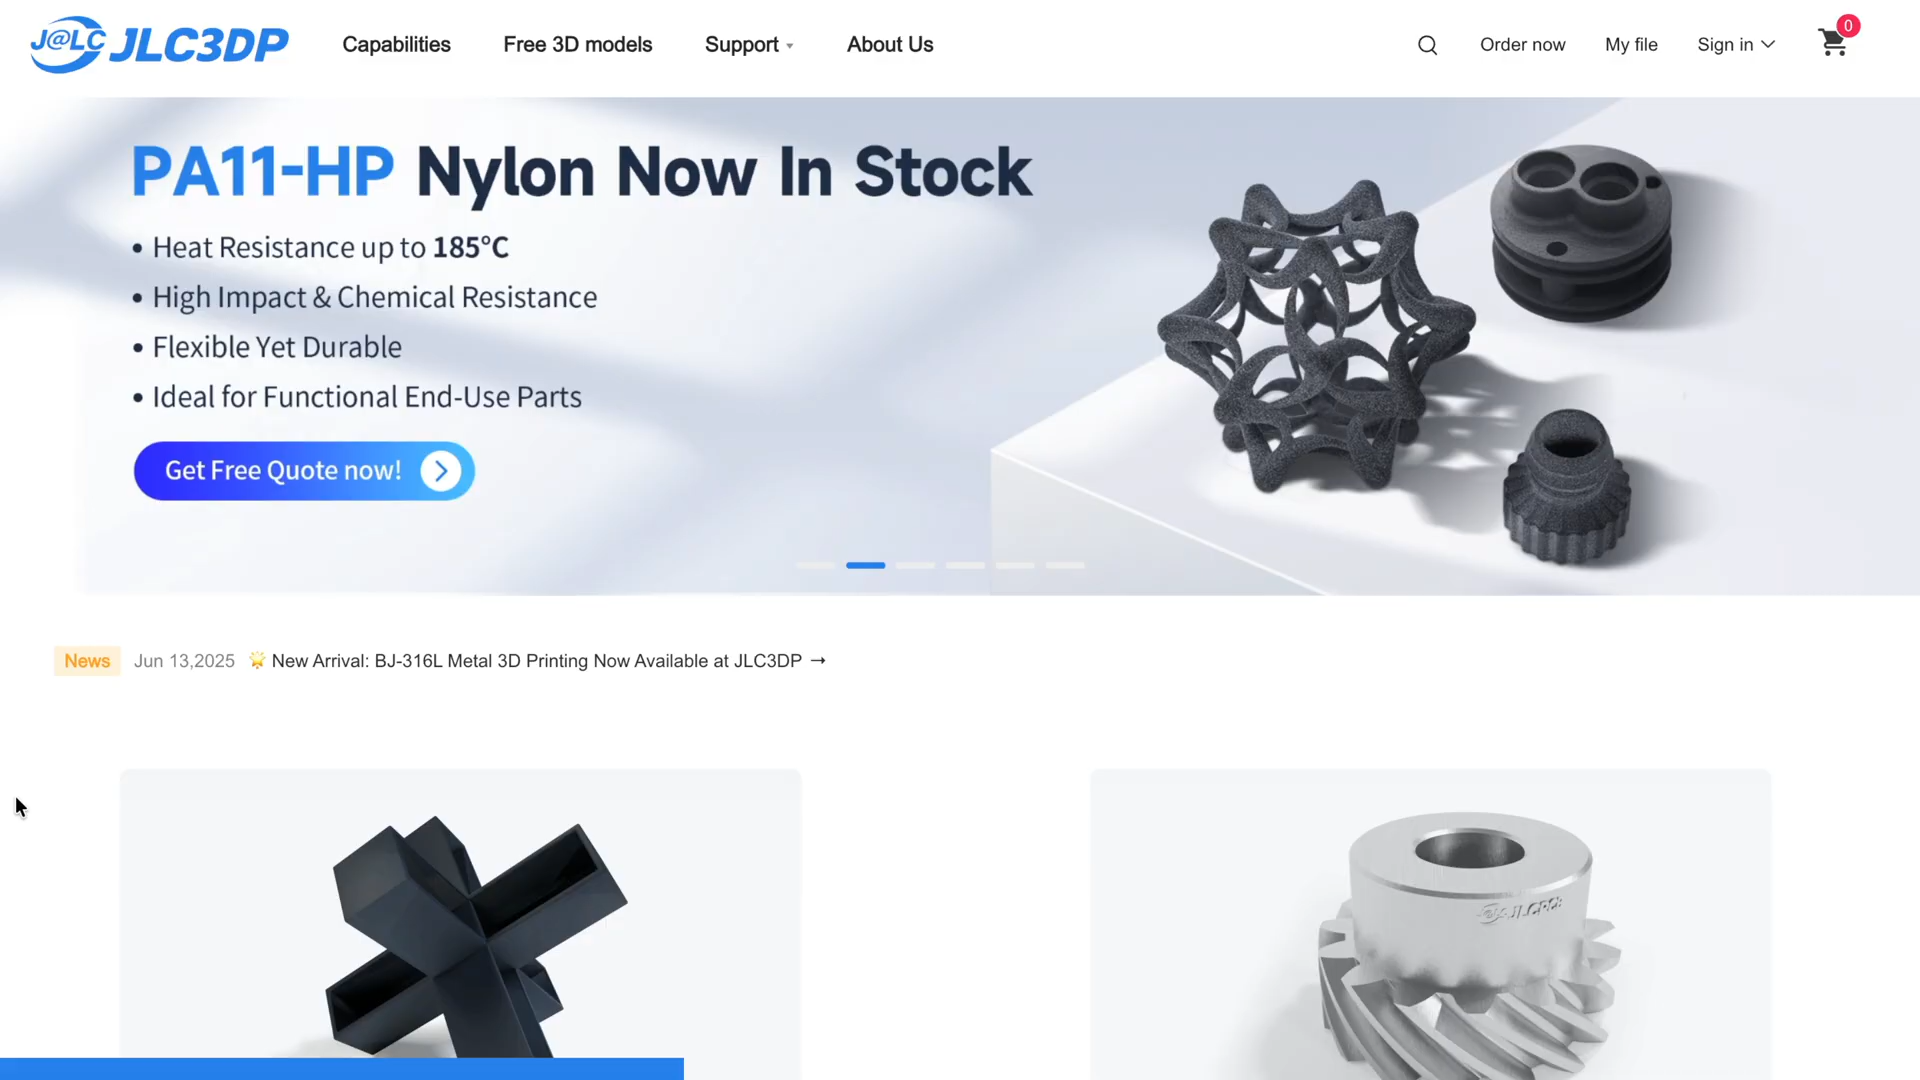 J@LC JLC3DP
Capabilities
Free 3D models
Support
About Us
Order now
My file
Sign in
0
PA11-HP Nylon Now In Stock
• Heat Resistance up to 185°C
• High Impact & Chemical Resistance
• Flexible Yet Durable
• Ideal for Functional End-Use Parts
Get Free Quote now!
News Jun 13,2025 🌟 New Arrival: BJ-316L Metal 3D Printing Now Available at JLC3DP →